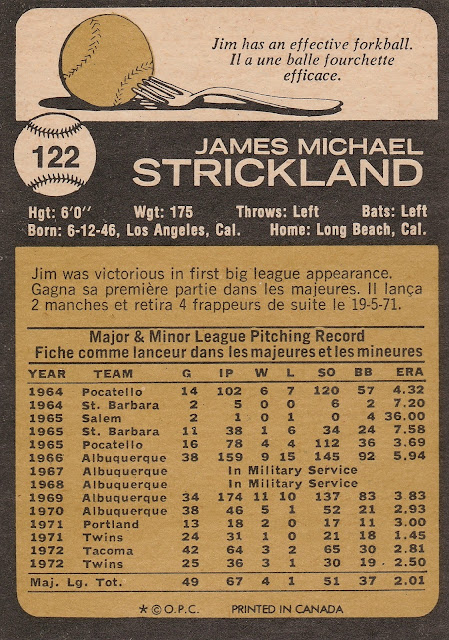 Jim has an effective forkball.
Il a une balle fourchette
efficace.
122
JAMES MICHAEL
STRICKLAND
Hgt: 6'0" Wgt: 175 Throws: Left Bats: Left
Born: 6-12-46, Los Angeles, Cal. Home: Long Beach, Cal.
Jim was victorious in first big league appearance.
Gagna sa première partie dans les majeures. Il lança
2 manches et retira 4 frappeurs de suite le 19-5-71.
Major & Minor League Pitching Record
Fiche comme lanceur dans les majeures et les mineures
YEAR TEAM G IP W L SO BB ERA
1964 Pocatello 14 102 6 7 120 57 4.32
1964 St. Barbara 2 5 0 0 6 2 7.20
1965 Salem 2 1 0 1 0 4 36.00
1965 St. Barbara 11 38 1 6 34 24 7.58
1965 Pocatello 16 78 4 4 112 36 3.69
1966 Albuquerque 38 159 9 15 145 92 5.94
1967 Albuquerque In Military Service
1968 Albuquerque In Military Service
1969 Albuquerque 34 174 11 10 137 83 3 83
1970 Albuquerque 38 46 5 1 52 21 2.93
1971 Portland 13 18 2 0 17 11 3.00
1971 Twins 24 31 1 0 21 18 1.45
1972 Tacoma 42 64 3 2 65 30 2.81
1972 Twins 25 36 3 1 30 19 2.50
Maj. Lg. Tot. 49 67 4 1 51 37 2.01
* © O.P.C. PRINTED IN CANADA